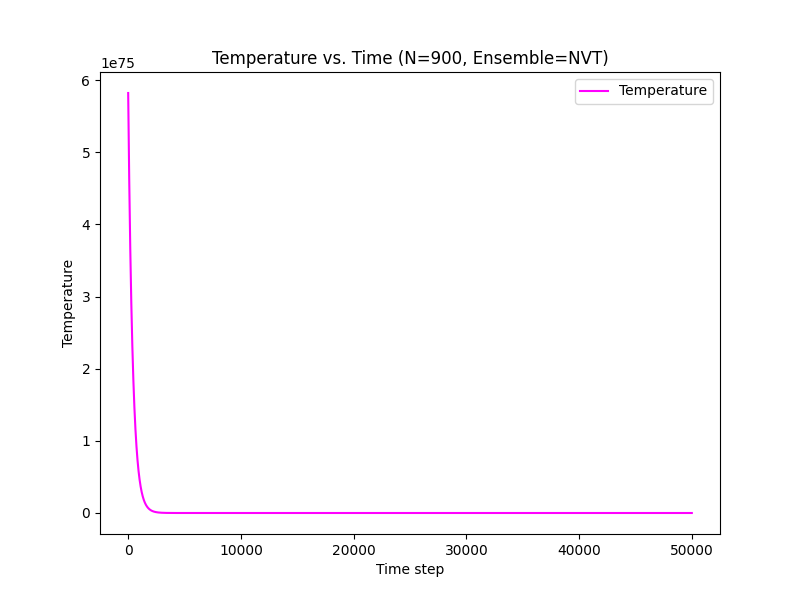 Temperature vs. Time (N=900, Ensemble=NVT)
1e75
Temperature
6
5
4
3
2
1
0
Temperature
0 10000 20000 30000 40000 50000
Time step